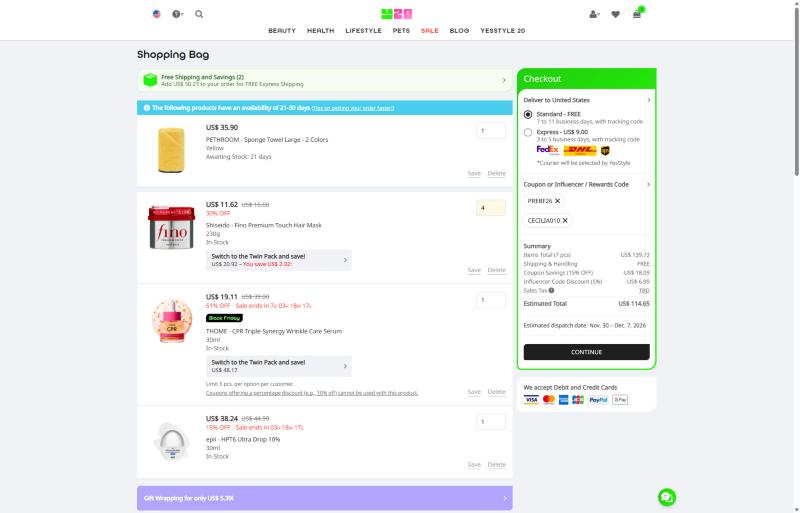 YZO
BEAUTY HEALTH LIFESTYLE PETS SALE BLOG YESSTYLE 20
Shopping Bag
Free Shipping and Savings (2)
Add US$ 50.27 to your order for FREE Express Shipping
The following products have an availability of 21-30 days (Tips on getting your order faster!)
US$ 35.90
PETHROOM - Sponge Towel Large - 2 Colors
Yellow
Awaiting Stock: 21 days
1
Save Delete
fino
US$ 11.62 US$ 16.60
30% OFF
Shiseido - Fino Premium Touch Hair Mask
230g
In-Stock
4
Switch to the Twin Pack and save!
US$ 20.92 – You save US$ 2.32!
Save Delete
CPR
US$ 19.11 US$ 39.00
51% OFF Sale ends in 7D 03H 18M 17S
Black Friday
THOME - CPR Triple-Synergy Wrinkle Care Serum
30ml
In-Stock
1
Switch to the Twin Pack and save!
US$ 48.17
Limit 5 pcs. per option per customer.
Coupons offering a percentage discount (e.g., 10% off) cannot be used with this product.
Save Delete
US$ 38.24 US$ 44.99
15% OFF Sale ends in 03H 18M 17S
epii - HPT6 Ultra Drop 10%
30ml
In-Stock
1
Save Delete
Gift Wrapping for only US$ 5.39!
Checkout
Deliver to United States
Standard - FREE
7 to 11 business days, with tracking code
Express - US$ 9.00
3 to 5 business days, with tracking code
FedEx DHL ups
*Courier will be selected by YesStyle
Coupon or Influencer / Rewards Code
PREBF26 ×
CECILIA010 ×
Summary
Items Total (7 pcs) US$ 139.73
Shipping & Handling FREE
Coupon Savings (15% OFF) -US$ 18.09
Influencer Code Discount (5%) -US$ 6.99
Sales Tax TBD
Estimated Total US$ 114.65
Estimated dispatch date: Nov. 30 – Dec. 7, 2026
CONTINUE
We accept Debit and Credit Cards
VISA JCB PayPal G Pay